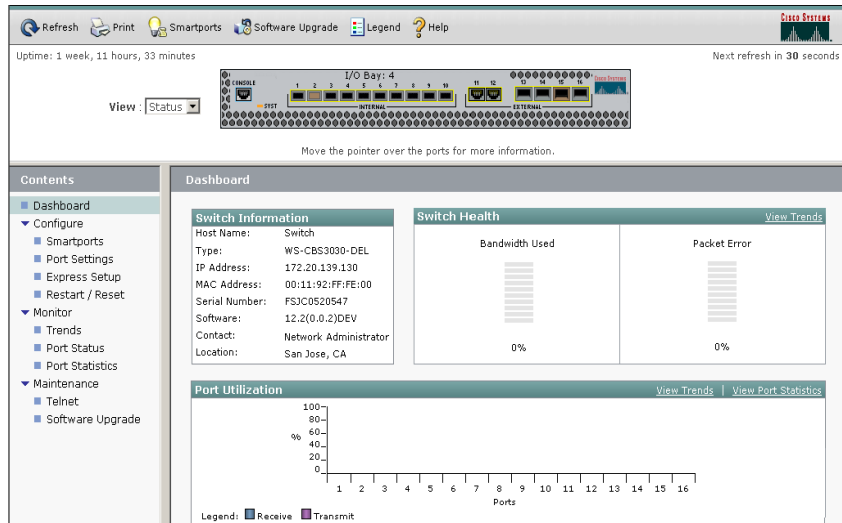 Refresh Print Smartports Software Upgrade Legend Help
CISCO SYSTEMS
Uptime: 1 week, 11 hours, 33 minutes
Next refresh in 30 seconds
View : Status
I/O Bay: 4
CONSOLE
1 2 3 4 5 6 7 8 9 10 11 12 13 14 15 16
CISCO SYSTEMS
SYST
INTERNAL
EXTERNAL
Move the pointer over the ports for more information.
Contents
Dashboard
Configure
Smartports
Port Settings
Express Setup
Restart / Reset
Monitor
Trends
Port Status
Port Statistics
Maintenance
Telnet
Software Upgrade
Dashboard
Switch Information
Host Name: Switch
Type: WS-CBS3030-DEL
IP Address: 172.20.139.130
MAC Address: 00:11:92:FF:FE:00
Serial Number: FSJC0520547
Software: 12.2(0.0.2)DEV
Contact: Network Administrator
Location: San Jose, CA
Switch Health
View Trends
Bandwidth Used
0%
Packet Error
0%
Port Utilization
View Trends | View Port Statistics
100
80
60
40
20
0
%
1 2 3 4 5 6 7 8 9 10 11 12 13 14 15 16
Ports
Legend: Receive Transmit